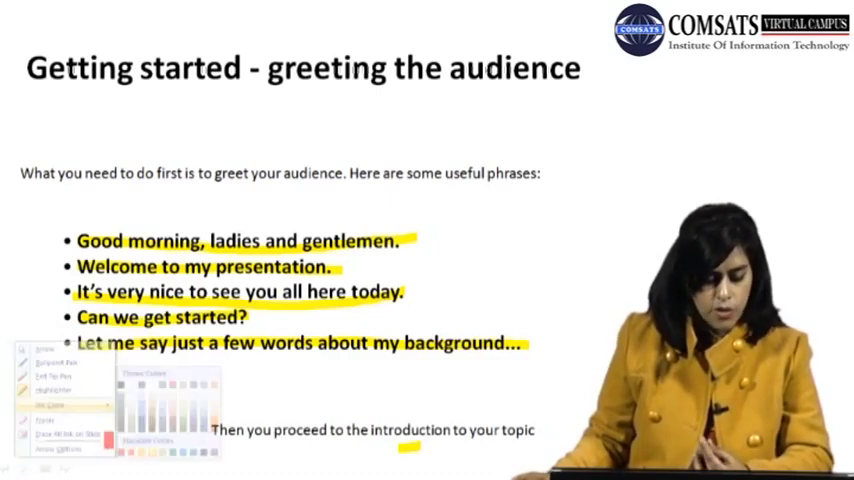 COMSATS VIRTUAL CAMPUS
Institute Of Information Technology
Getting started - greeting the audience
What you need to do first is to greet your audience. Here are some useful phrases:
• Good morning, ladies and gentlemen.
• Welcome to my presentation.
• It's very nice to see you all here today.
• Can we get started?
• Let me say just a few words about my background...
Arrow
Ballpoint Pen
Felt Tip Pen
Highlighter
Ink Color
Eraser
Erase All Ink on Slide
Arrow Options
Theme Colors
Then you proceed to the introduction to your topic